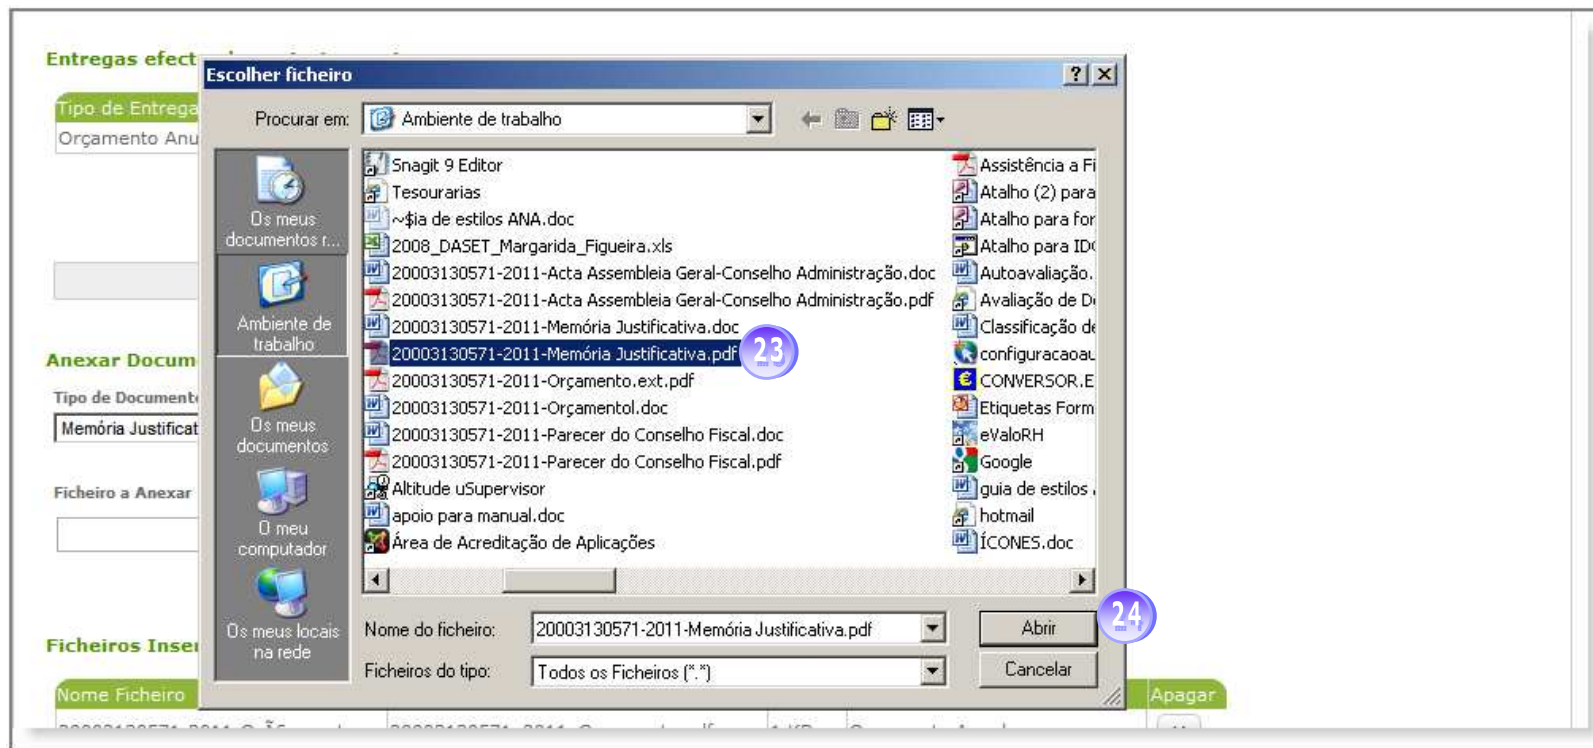 Entregas efect
Escolher ficheiro
Tipo de Entrega
Orçamento Anu
Procurar em:
Ambiente de trabalho
Os meus documentos r...
Ambiente de trabalho
Os meus documentos
O meu computador
Os meus locais na rede
Snagit 9 Editor
Tesourarias
~$ia de estilos ANA.doc
2008_DASET_Margarida_Figueira.xls
20003130571-2011-Acta Assembleia Geral-Conselho Administração.doc
20003130571-2011-Acta Assembleia Geral-Conselho Administração.pdf
20003130571-2011-Memória Justificativa.doc
20003130571-2011-Memória Justificativa.pdf
23
20003130571-2011-Orçamento.ext.pdf
20003130571-2011-Orçamentol.doc
20003130571-2011-Parecer do Conselho Fiscal.doc
20003130571-2011-Parecer do Conselho Fiscal.pdf
Altitude uSupervisor
apoio para manual.doc
Área de Acreditação de Aplicações
Assistência a Fi
Atalho (2) para
Atalho para for
Atalho para ID
Autoavaliação.
Avaliação de D
Classificação de
configuracaoau
CONVERSOR.E
Etiquetas Form
eValoRH
Google
guia de estilos
hotmail
ÍCONES.doc
Anexar Docum
Tipo de Documento
Memória Justificat
Ficheiro a Anexar
Nome do ficheiro:
20003130571-2011-Memória Justificativa.pdf
Abrir
24
Ficheiros do tipo:
Todos os Ficheiros (*.*)
Cancelar
Ficheiros Inser
Nome Ficheiro
Apagar